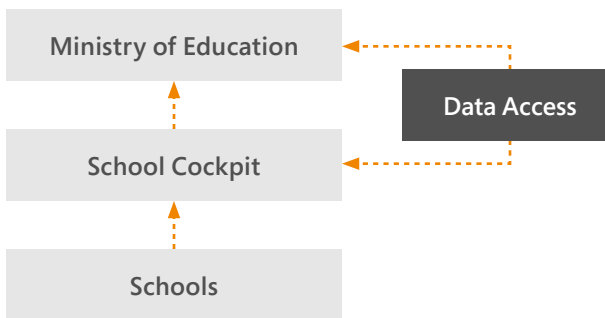 Ministry of Education
Data Access
School Cockpit
Schools